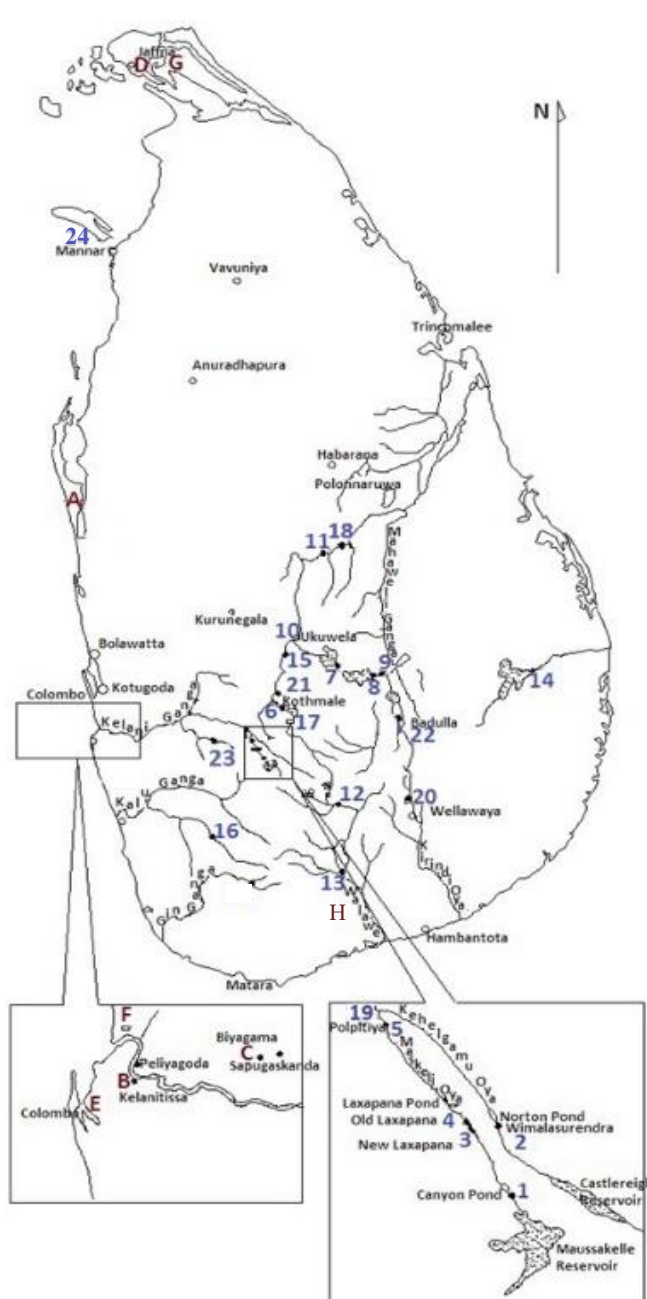 Jaffna
D G
N
24
Mannar
Vavuniya
Trincomalee
Anuradhapura
Habarana
Polonnaruwa
A
11 18
Mahaweli Ganga
Kurunegala
10 Ukuwela
Bolawatta
15 7 8 9
14
Colombo Kotugoda
21
6 Kothmale
17
Badulla
22
Kelani Ganga
23
12
20
Wellawaya
Kalu Ganga
16
Kirindi Oya
13
Walawe
H
Gin Ganga
Hambantota
Matara
F
Biyagama
C
Sapugaskanda
Peliyagoda
B
Kelanitissa
E
Colombo
19
Polpitiya 5
Kehelgamu Oya
Maskeli Oya
Laxapana Pond
Old Laxapana 4
3
New Laxapana
Norton Pond
Wimalasurendra
2
Canyon Pond 1
Castlereigh
Reservoir
Maussakelle
Reservoir